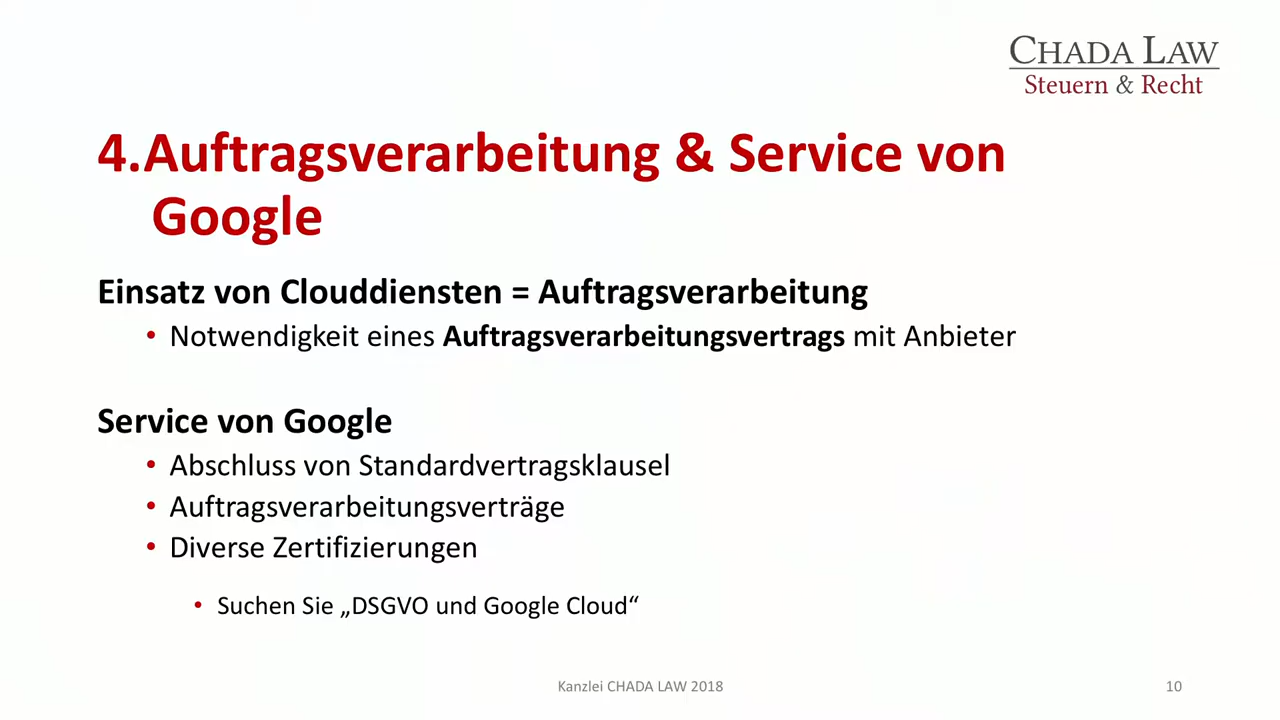 CHADA LAW
Steuern & Recht
4.Auftragsverarbeitung & Service von
Google
Einsatz von Clouddiensten = Auftragsverarbeitung
• Notwendigkeit eines Auftragsverarbeitungsvertrags mit Anbieter
Service von Google
• Abschluss von Standardvertragsklausel
• Auftragsverarbeitungsverträge
• Diverse Zertifizierungen
• Suchen Sie „DSGVO und Google Cloud“
Kanzlei CHADA LAW 2018
10